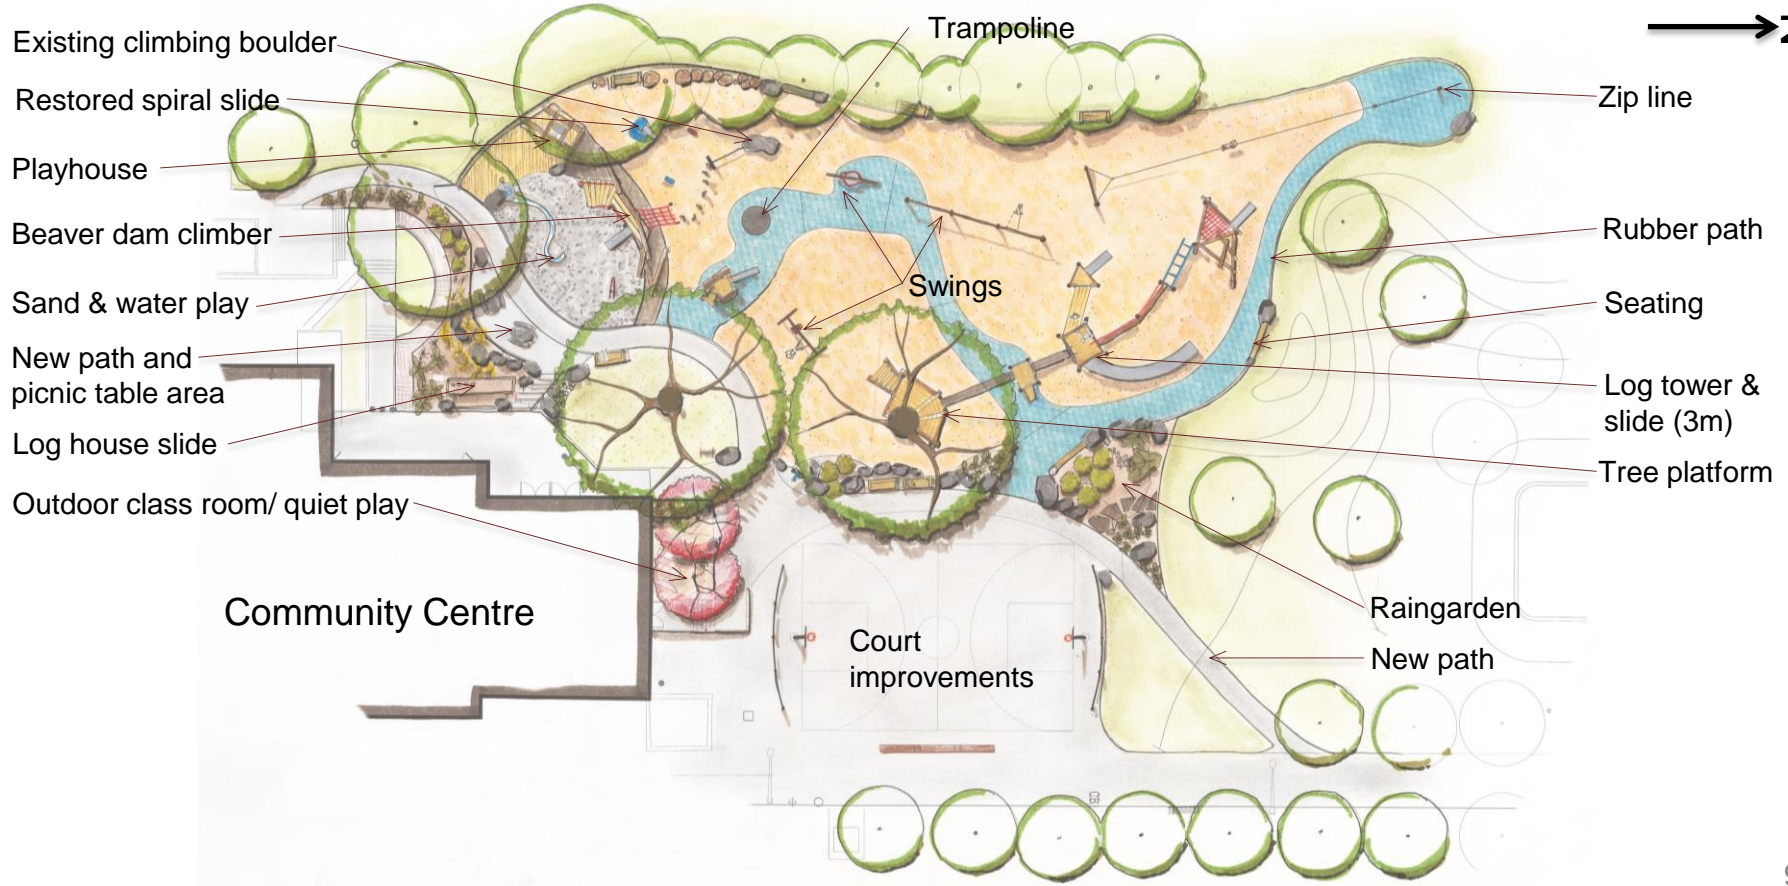 Existing climbing boulder
Restored spiral slide
Playhouse
Beaver dam climber
Sand & water play
New path and
picnic table area
Log house slide
Outdoor class room/ quiet play
Community Centre
Trampoline
Swings
Court
improvements
CB
Zip line
Rubber path
Seating
Log tower &
slide (3m)
Tree platform
Raingarden
New path